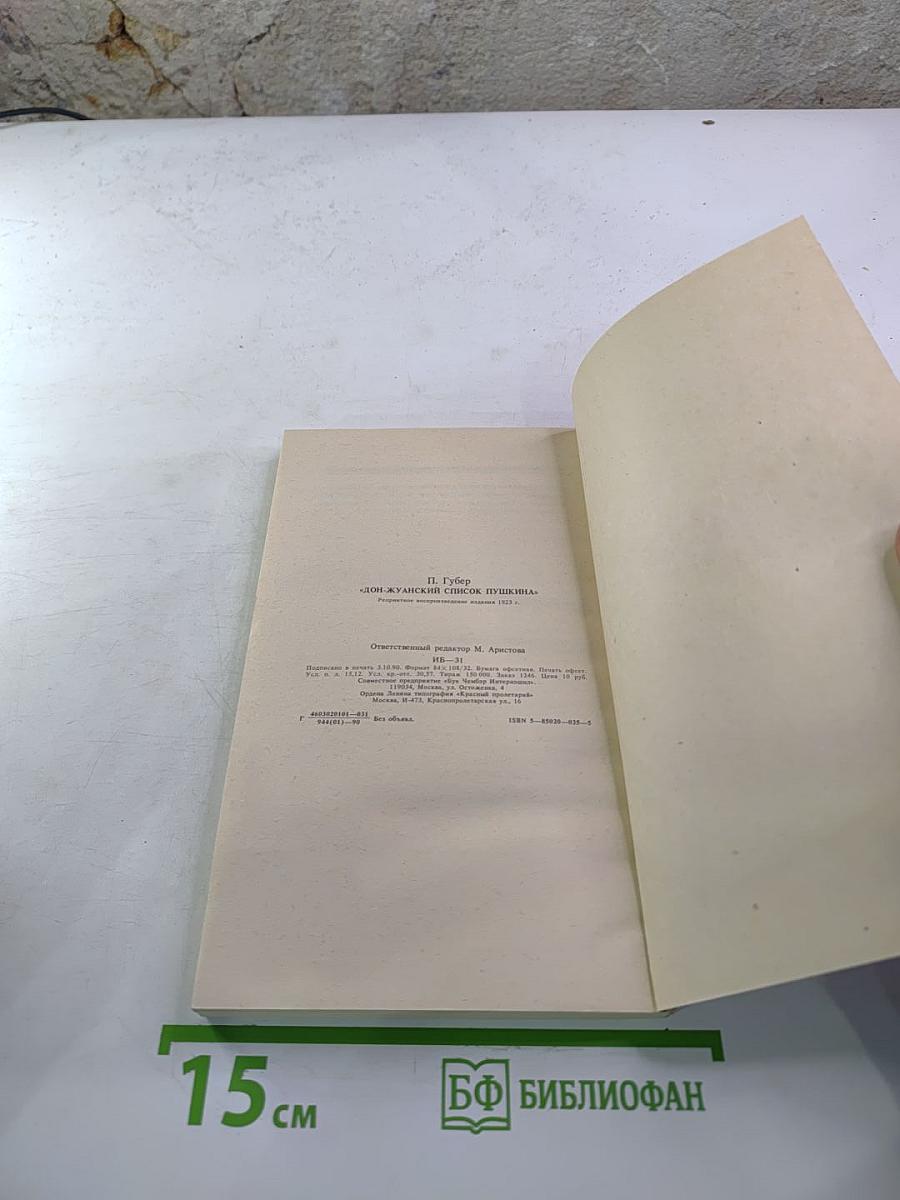 П. Губер
«ДОН-ЖУАНСКИЙ СПИСОК ПУШКИНА»
Репринтное воспроизведение издания 1923 г.
Ответственный редактор М. Аристова
ИБ—31
Подписано в печать 3.10.90. Формат 84×108/32. Бумага офсетная. Печать офсет.
Усл. п. л. 15,12. Усл. кр.-отт. 30,57. Тираж 150 000. Заказ 1246. Цена 10 руб.
Совместное предприятие «Бук Чембэр Интернэшнл».
119034, Москва, ул. Остоженка, 4
Ордена Ленина типография «Красный пролетарий»
Москва, И-473, Краснопролетарская ул., 16
Г 4603020101—031
944(01)—90 Без объявл.
ISBN 5—85020—035—5
15 см
БФ БИБЛИОФАН